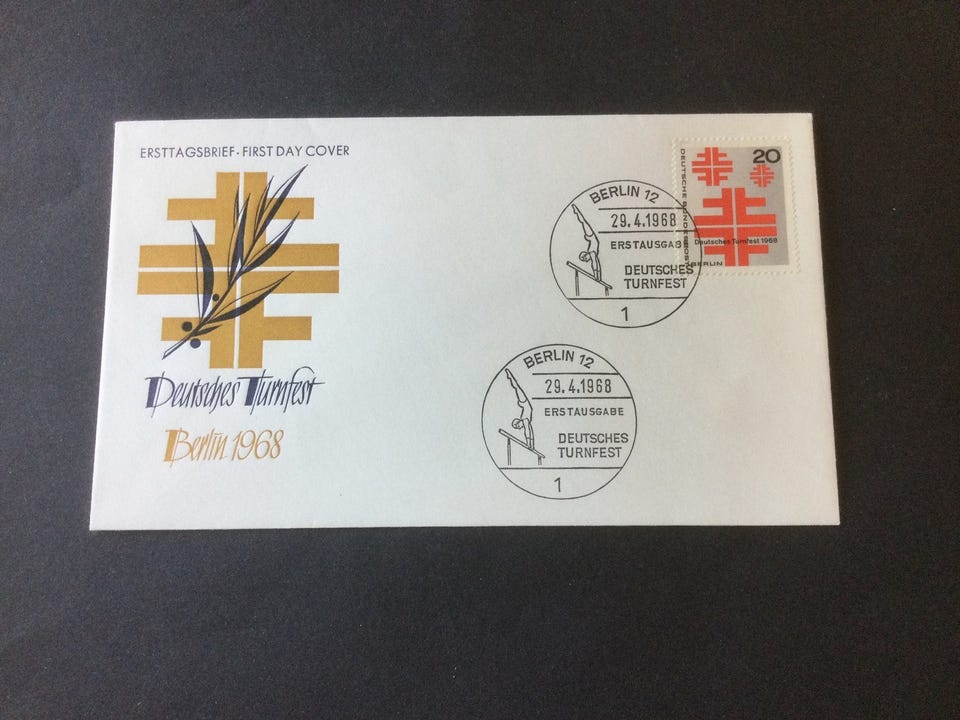 ERSTTAGSBRIEF · FIRST DAY COVER
Deutsches Turnfest
Berlin 1968
BERLIN 12
29.4.1968
ERSTAUSGABE
DEUTSCHES
TURNFEST
1
20
DEUTSCHE BUNDESPOST
BERLIN
Deutsches Turnfest 1968
BERLIN 12
29.4.1968
ERSTAUSGABE
DEUTSCHES
TURNFEST
1